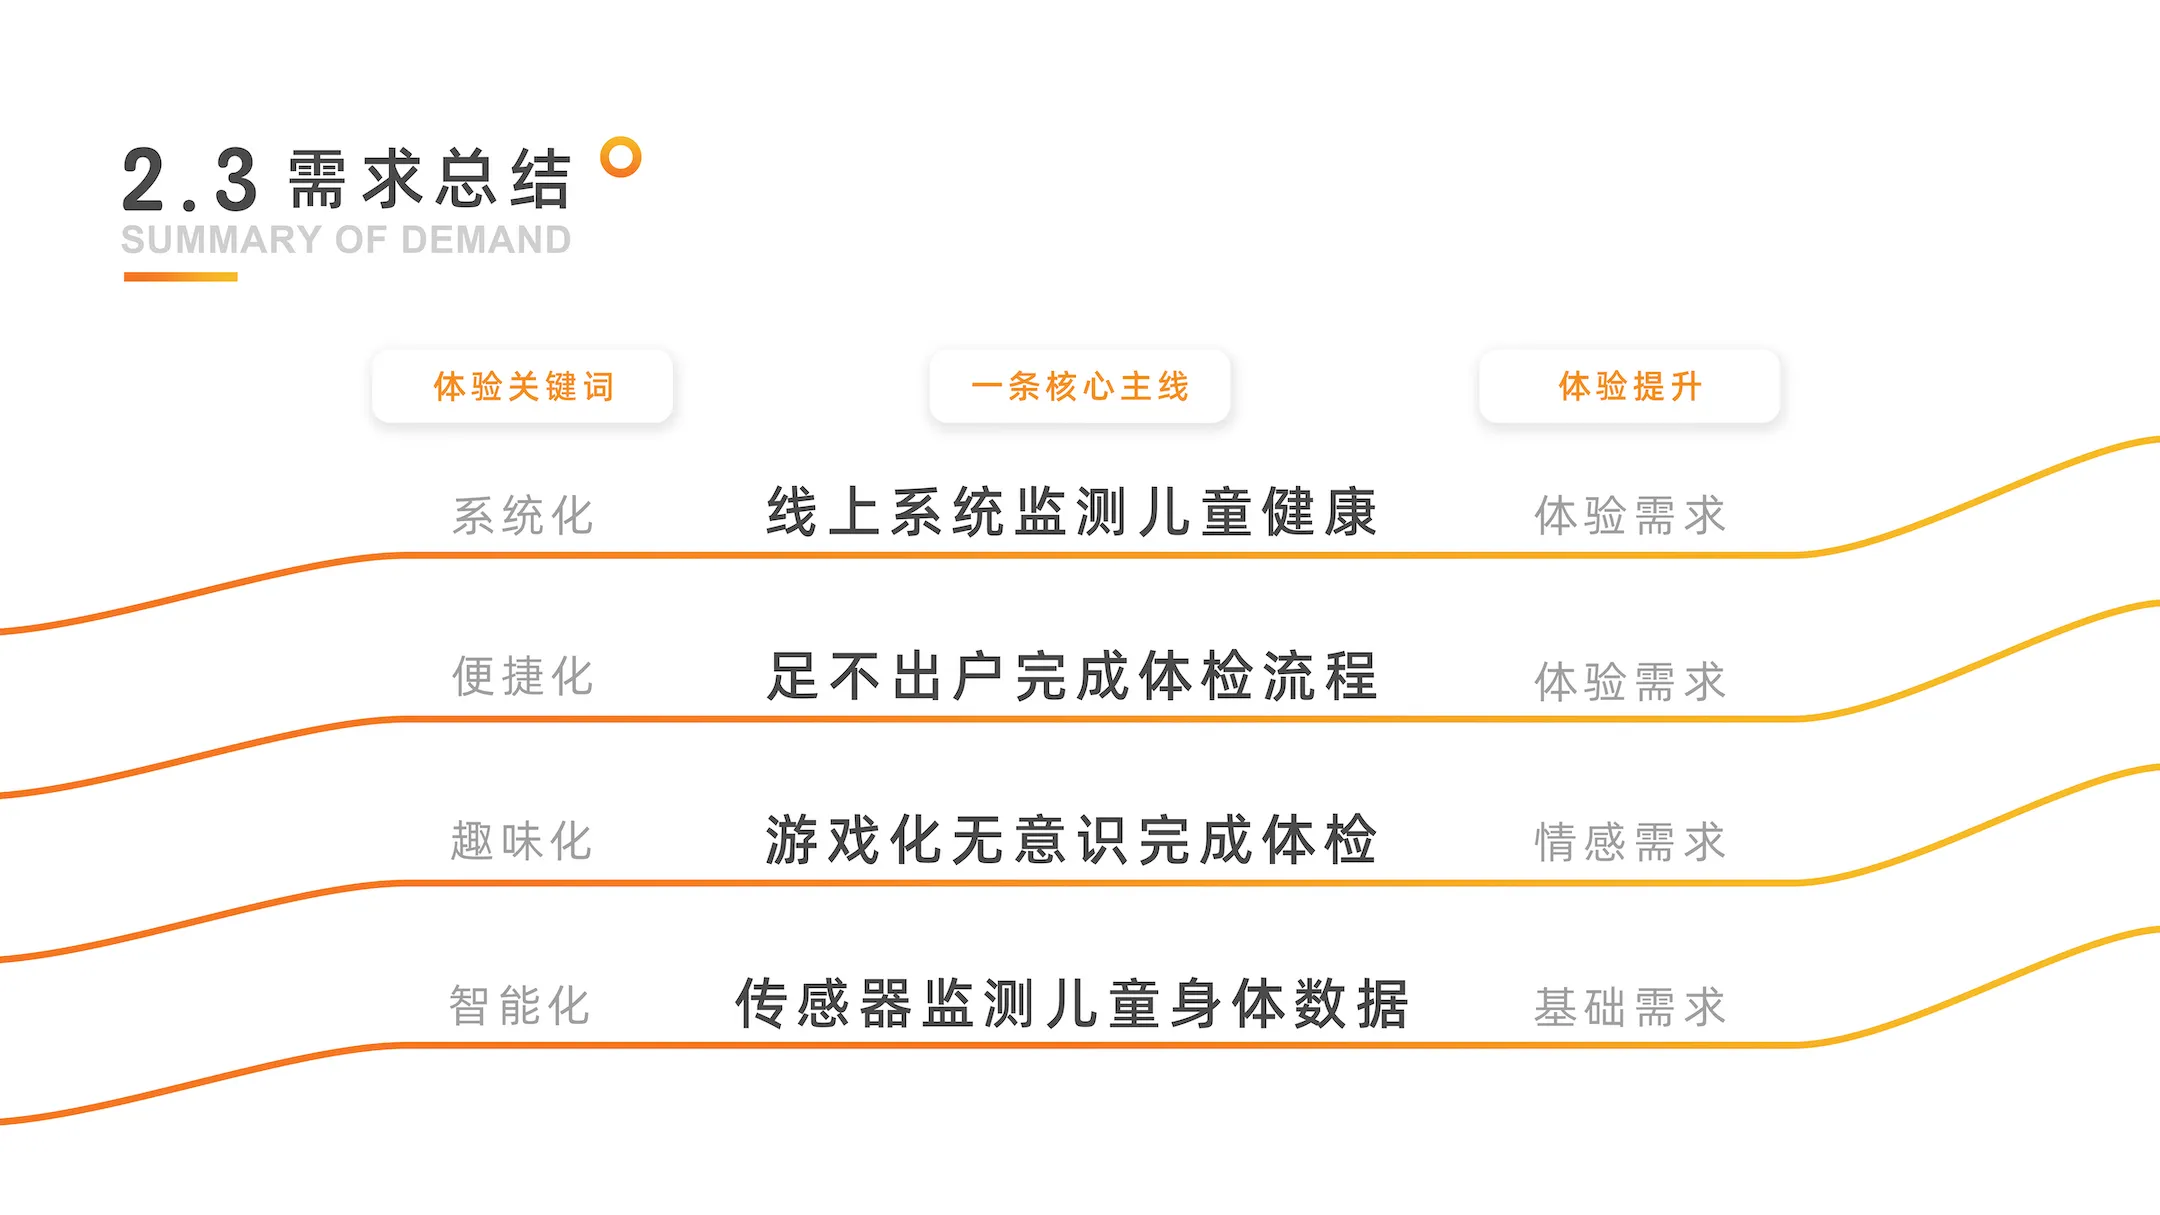 2.3 需求总结
SUMMARY OF DEMAND
体验关键词 一条核心主线 体验提升
系统化 线上系统监测儿童健康 体验需求
便捷化 足不出户完成体检流程 体验需求
趣味化 游戏化无意识完成体检 情感需求
智能化 传感器监测儿童身体数据 基础需求